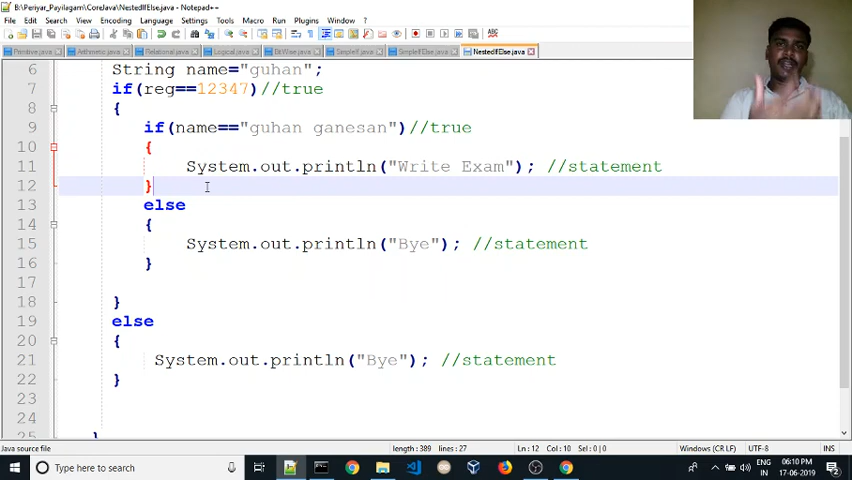 B:\Periyar_Payilagam\CoreJava\NestedIfElse.java - Notepad++
File Edit Search View Encoding Language Settings Tools Macro Run Plugins Window ?
Primitive.java Arithmetic.java Relational.java Logical.java BitWise.java SimpleIf.java SimpleIfElse.java NestedIfElse.java
6 String name="guhan";
7 if(reg==12347)//true
8 {
9 if(name=="guhan ganesan")//true
10 {
11 System.out.println("Write Exam"); //statement
12 }
13 else
14 {
15 System.out.println("Bye"); //statement
16 }
17
18 }
19 else
20 {
21 System.out.println("Bye"); //statement
22 }
23
24
25 }
Java source file length : 389 lines : 27 Ln : 12 Col : 10 Sel : 0 | 0 Windows (CR LF) UTF-8 INS
Type here to search
ENG 06:10 PM
IN 17-06-2019